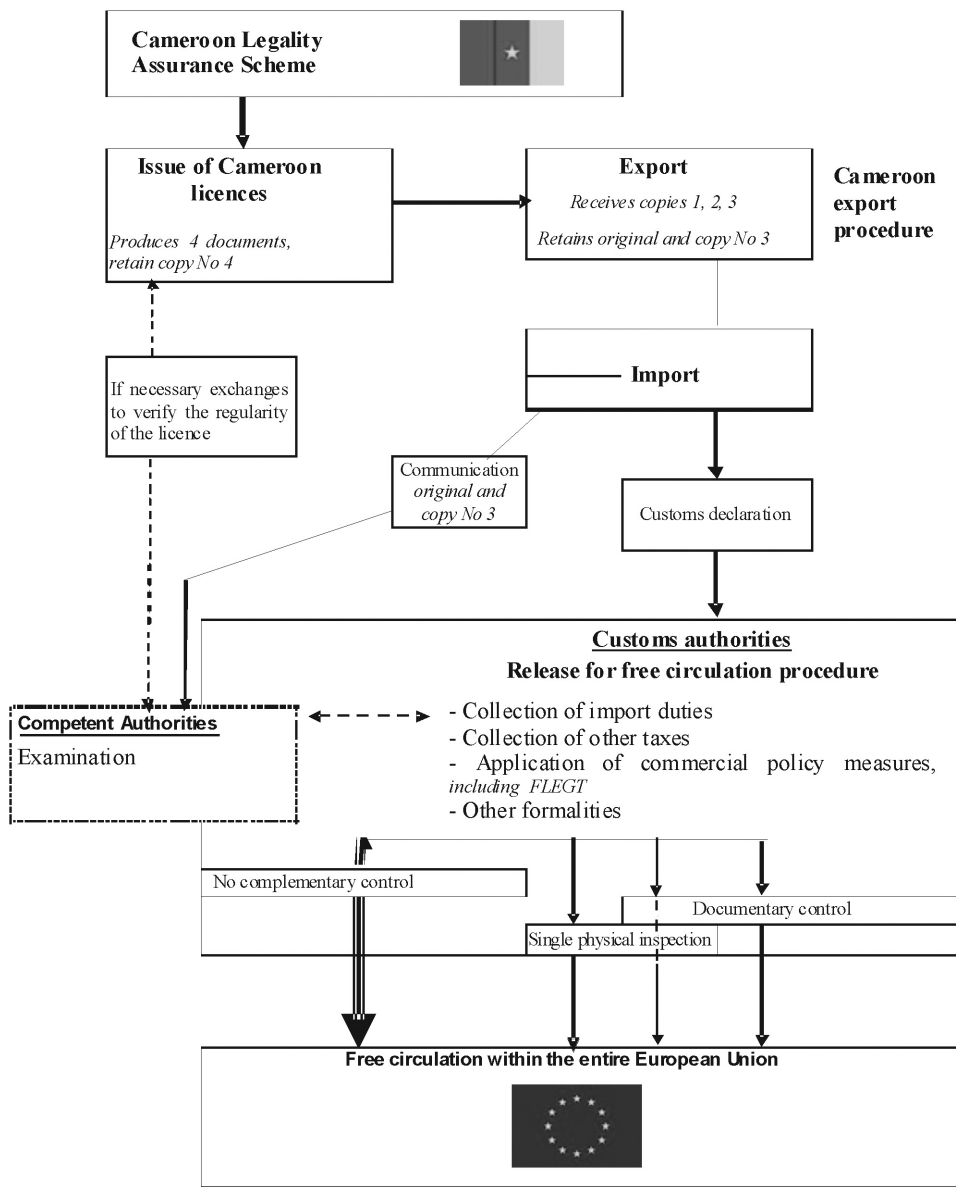 Cameroon Legality
Assurance Scheme
Issue of Cameroon
licences
Produces 4 documents,
retain copy No 4
Export
Receives copies 1, 2, 3
Retains original and copy No 3
Cameroon
export
procedure
Import
If necessary exchanges
to verify the regularity
of the licence
Communication
original and
copy No 3
Customs declaration
Customs authorities
Release for free circulation procedure
Competent Authorities
Examination
- Collection of import duties
- Collection of other taxes
- Application of commercial policy measures,
including FLEGT
- Other formalities
No complementary control
Documentary control
Single physical inspection
Free circulation within the entire European Union